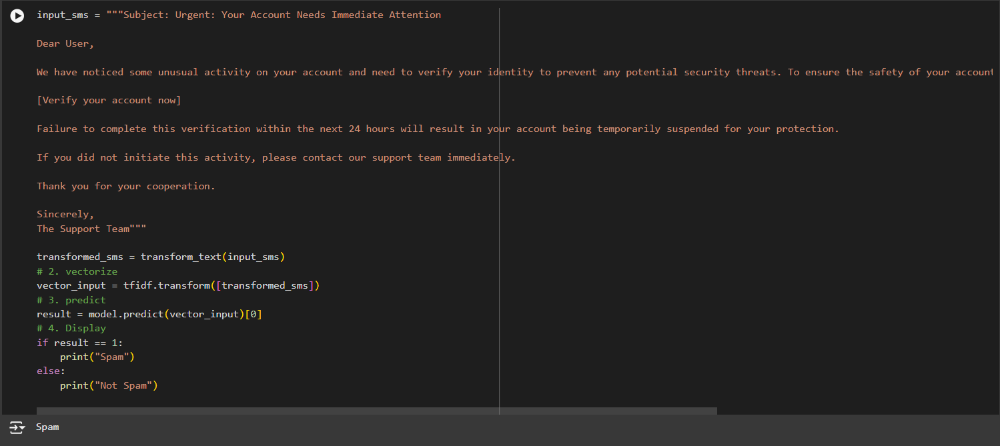 input_sms = """Subject: Urgent: Your Account Needs Immediate Attention
Dear User,
We have noticed some unusual activity on your account and need to verify your identity to prevent any potential security threats. To ensure the safety of your account
[Verify your account now]
Failure to complete this verification within the next 24 hours will result in your account being temporarily suspended for your protection.
If you did not initiate this activity, please contact our support team immediately.
Thank you for your cooperation.
Sincerely,
The Support Team"""
transformed_sms = transform_text(input_sms)
# 2. vectorize
vector_input = tfidf.transform([transformed_sms])
# 3. predict
result = model.predict(vector_input)[0]
# 4. Display
if result == 1:
    print("Spam")
else:
    print("Not Spam")
Spam